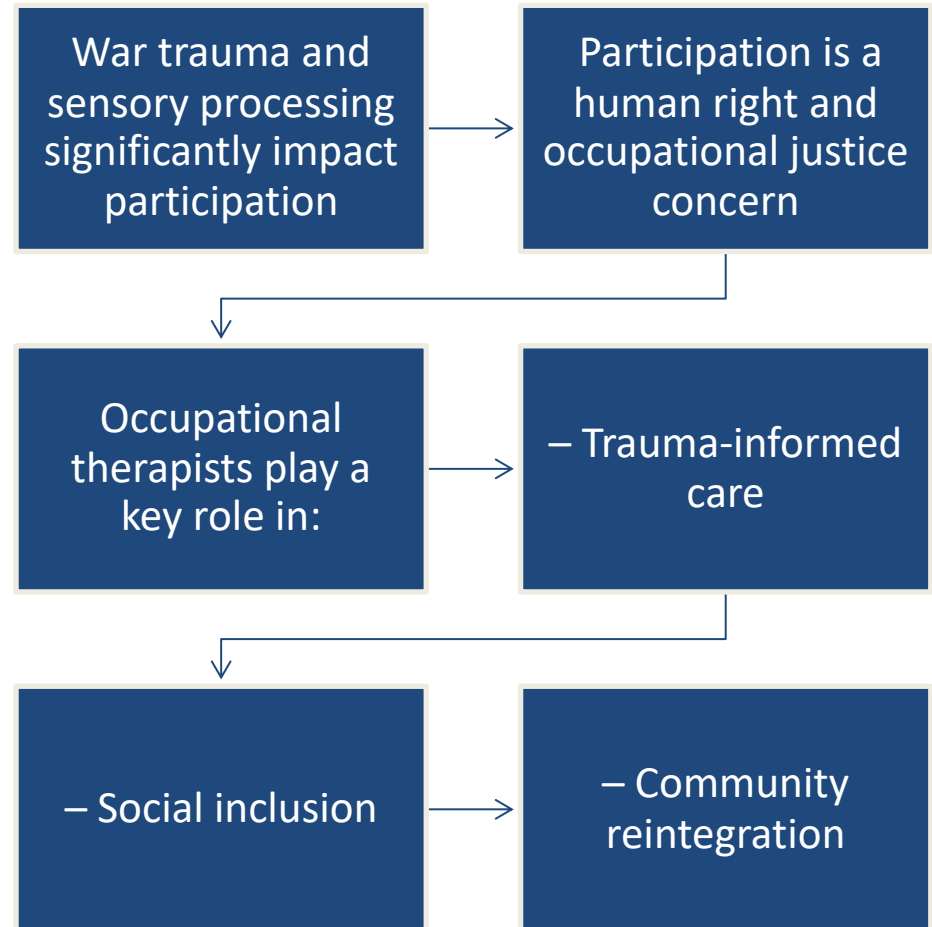 War trauma and
sensory processing
significantly impact
participation
Participation is a
human right and
occupational justice
concern
Occupational
therapists play a
key role in:
– Trauma-informed
care
– Social inclusion
– Community
reintegration